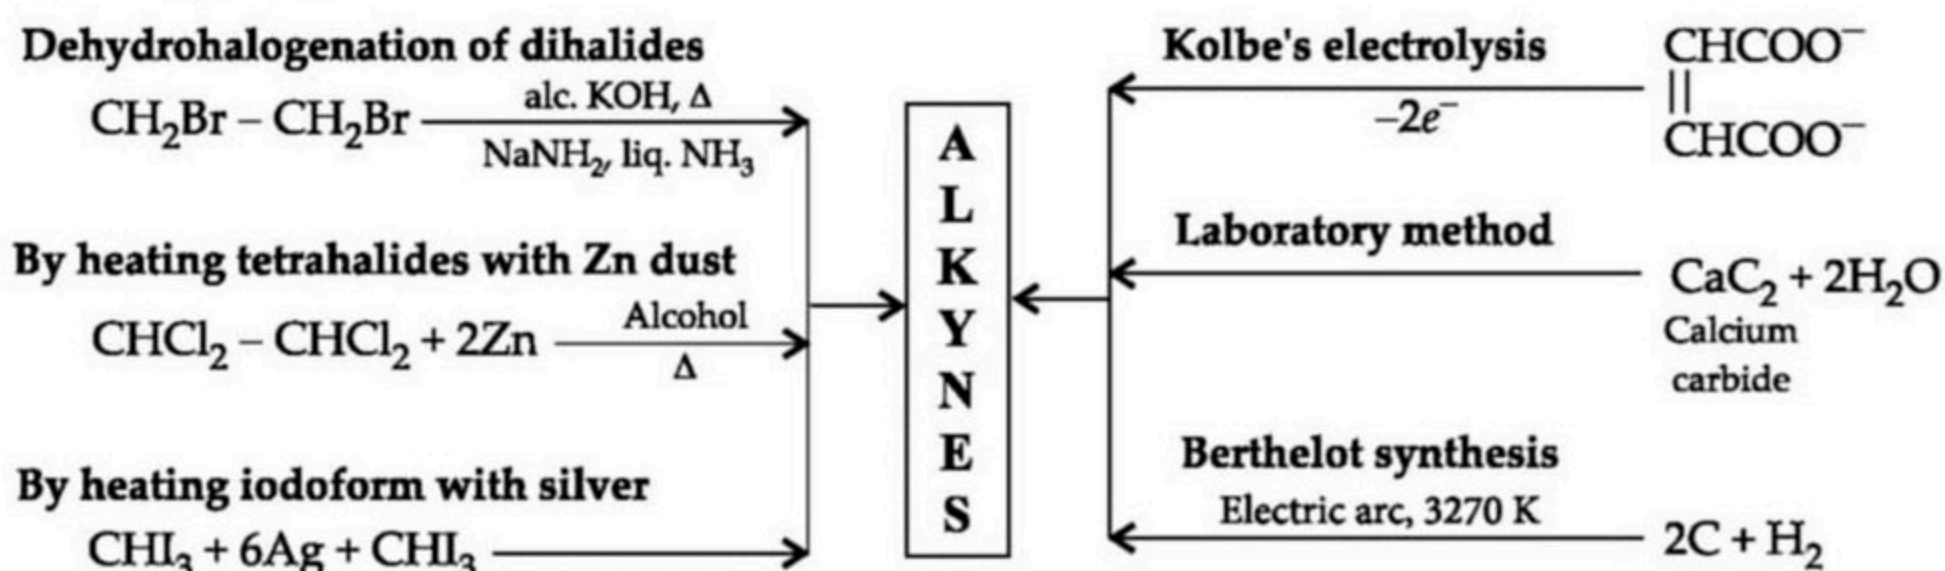 Dehydrohalogenation of dihalides
CH₂Br – CH₂Br
alc. KOH, Δ
NaNH₂, liq. NH₃
By heating tetrahalides with Zn dust
CHCl₂ – CHCl₂ + 2Zn
Alcohol
Δ
By heating iodoform with silver
CHI₃ + 6Ag + CHI₃
A
L
K
Y
N
E
S
Kolbe's electrolysis
–2e⁻
CHCOO⁻
||
CHCOO⁻
Laboratory method
CaC₂ + 2H₂O
Calcium
carbide
Berthelot synthesis
Electric arc, 3270 K
2C + H₂